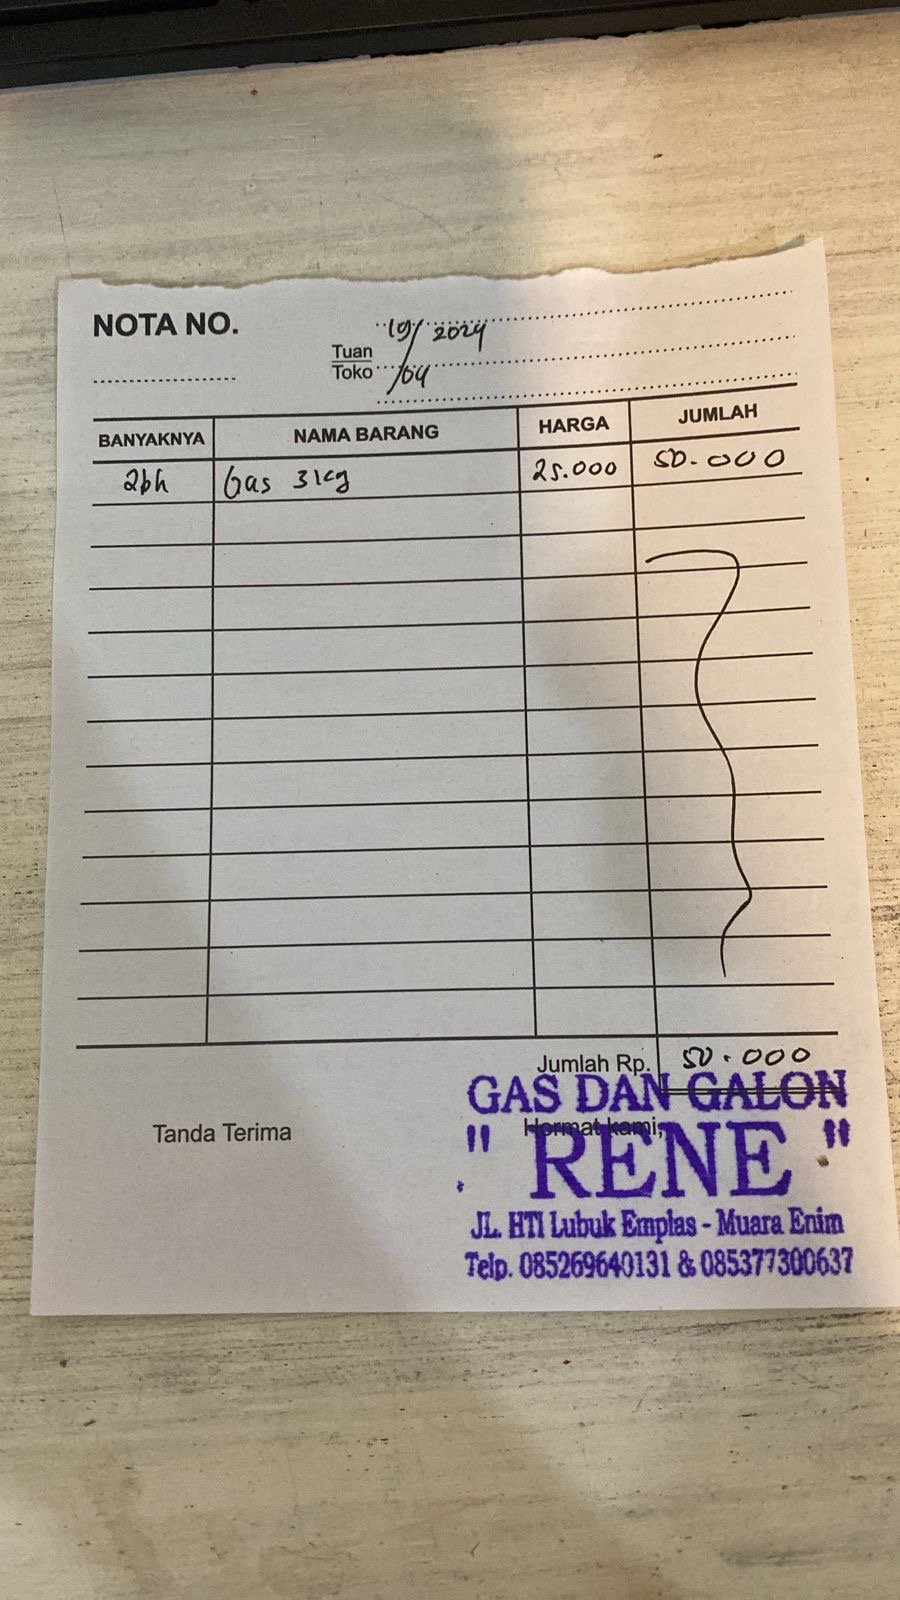 NOTA NO.
19/ 2024
Tuan
Toko
/04
BANYAKNYA NAMA BARANG HARGA JUMLAH
2bh Gas 3kg 25.000 50.000
Jumlah Rp. 50.000
Tanda Terima Hormat kami,
GAS DAN GALON
" RENE "
JL. HTI Lubuk Emplas - Muara Enim
Telp. 085269640131 & 085377300637